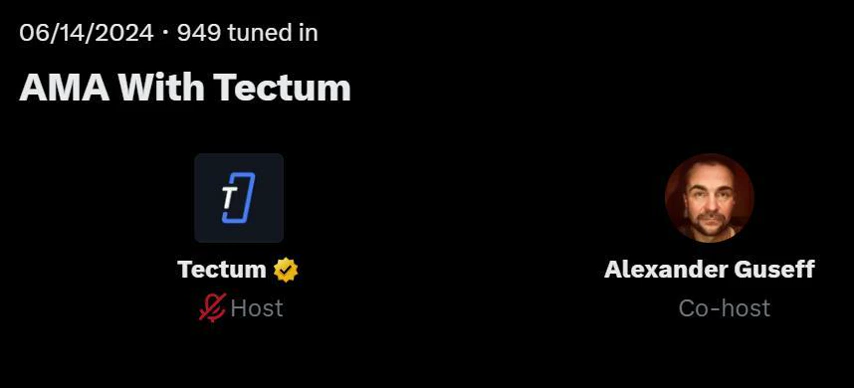 06/14/2024 · 949 tuned in
AMA With Tectum
T
Tectum
Alexander Guseff
Host
Co-host